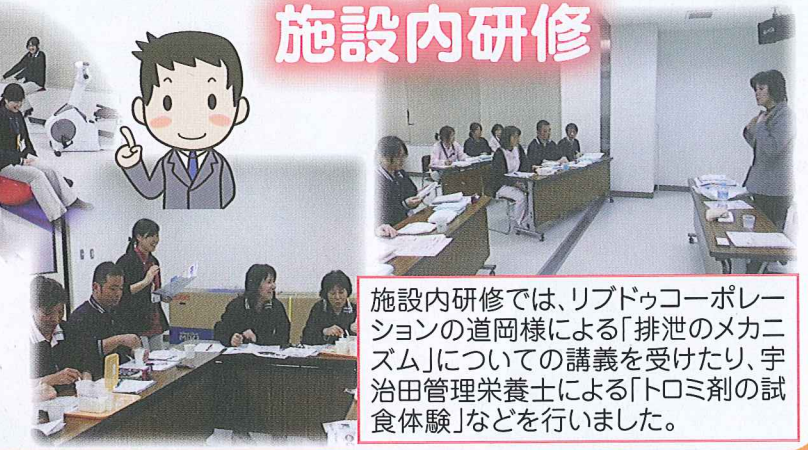 施設内研修
施設内研修では、リブドゥコーポレー
ションの道岡様による「排泄のメカニ
ズム」についての講義を受けたり、宇
治田管理栄養士による「トロミ剤の試
食体験」などを行いました。